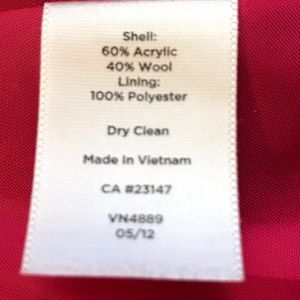 Shell:
60% Acrylic
40% Wool
Lining:
100% Polyester
Dry Clean
Made In Vietnam
CA #23147
VN4889
05/12